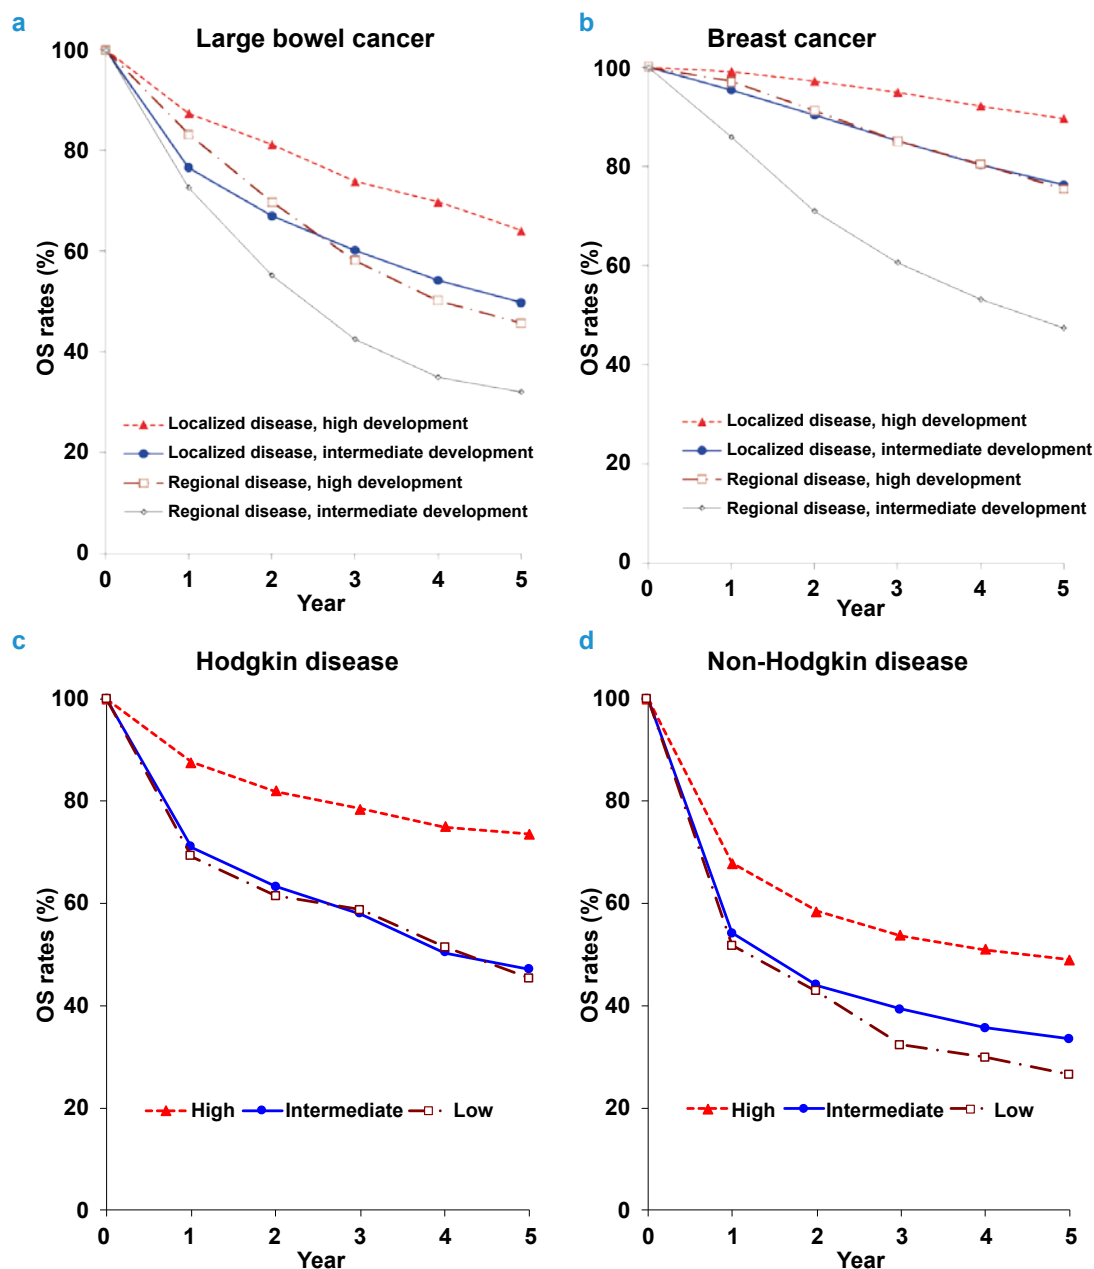 a
Large bowel cancer
100
80
60
40
20
0
OS rates (%)
Localized disease, high development
Localized disease, intermediate development
Regional disease, high development
Regional disease, intermediate development
0 1 2 3 4 5
Year
b
Breast cancer
100
80
60
40
20
0
OS rates (%)
Localized disease, high development
Localized disease, intermediate development
Regional disease, high development
Regional disease, intermediate development
0 1 2 3 4 5
Year
c
Hodgkin disease
100
80
60
40
20
0
OS rates (%)
High Intermediate Low
0 1 2 3 4 5
Year
d
Non-Hodgkin disease
100
80
60
40
20
0
OS rates (%)
High Intermediate Low
0 1 2 3 4 5
Year